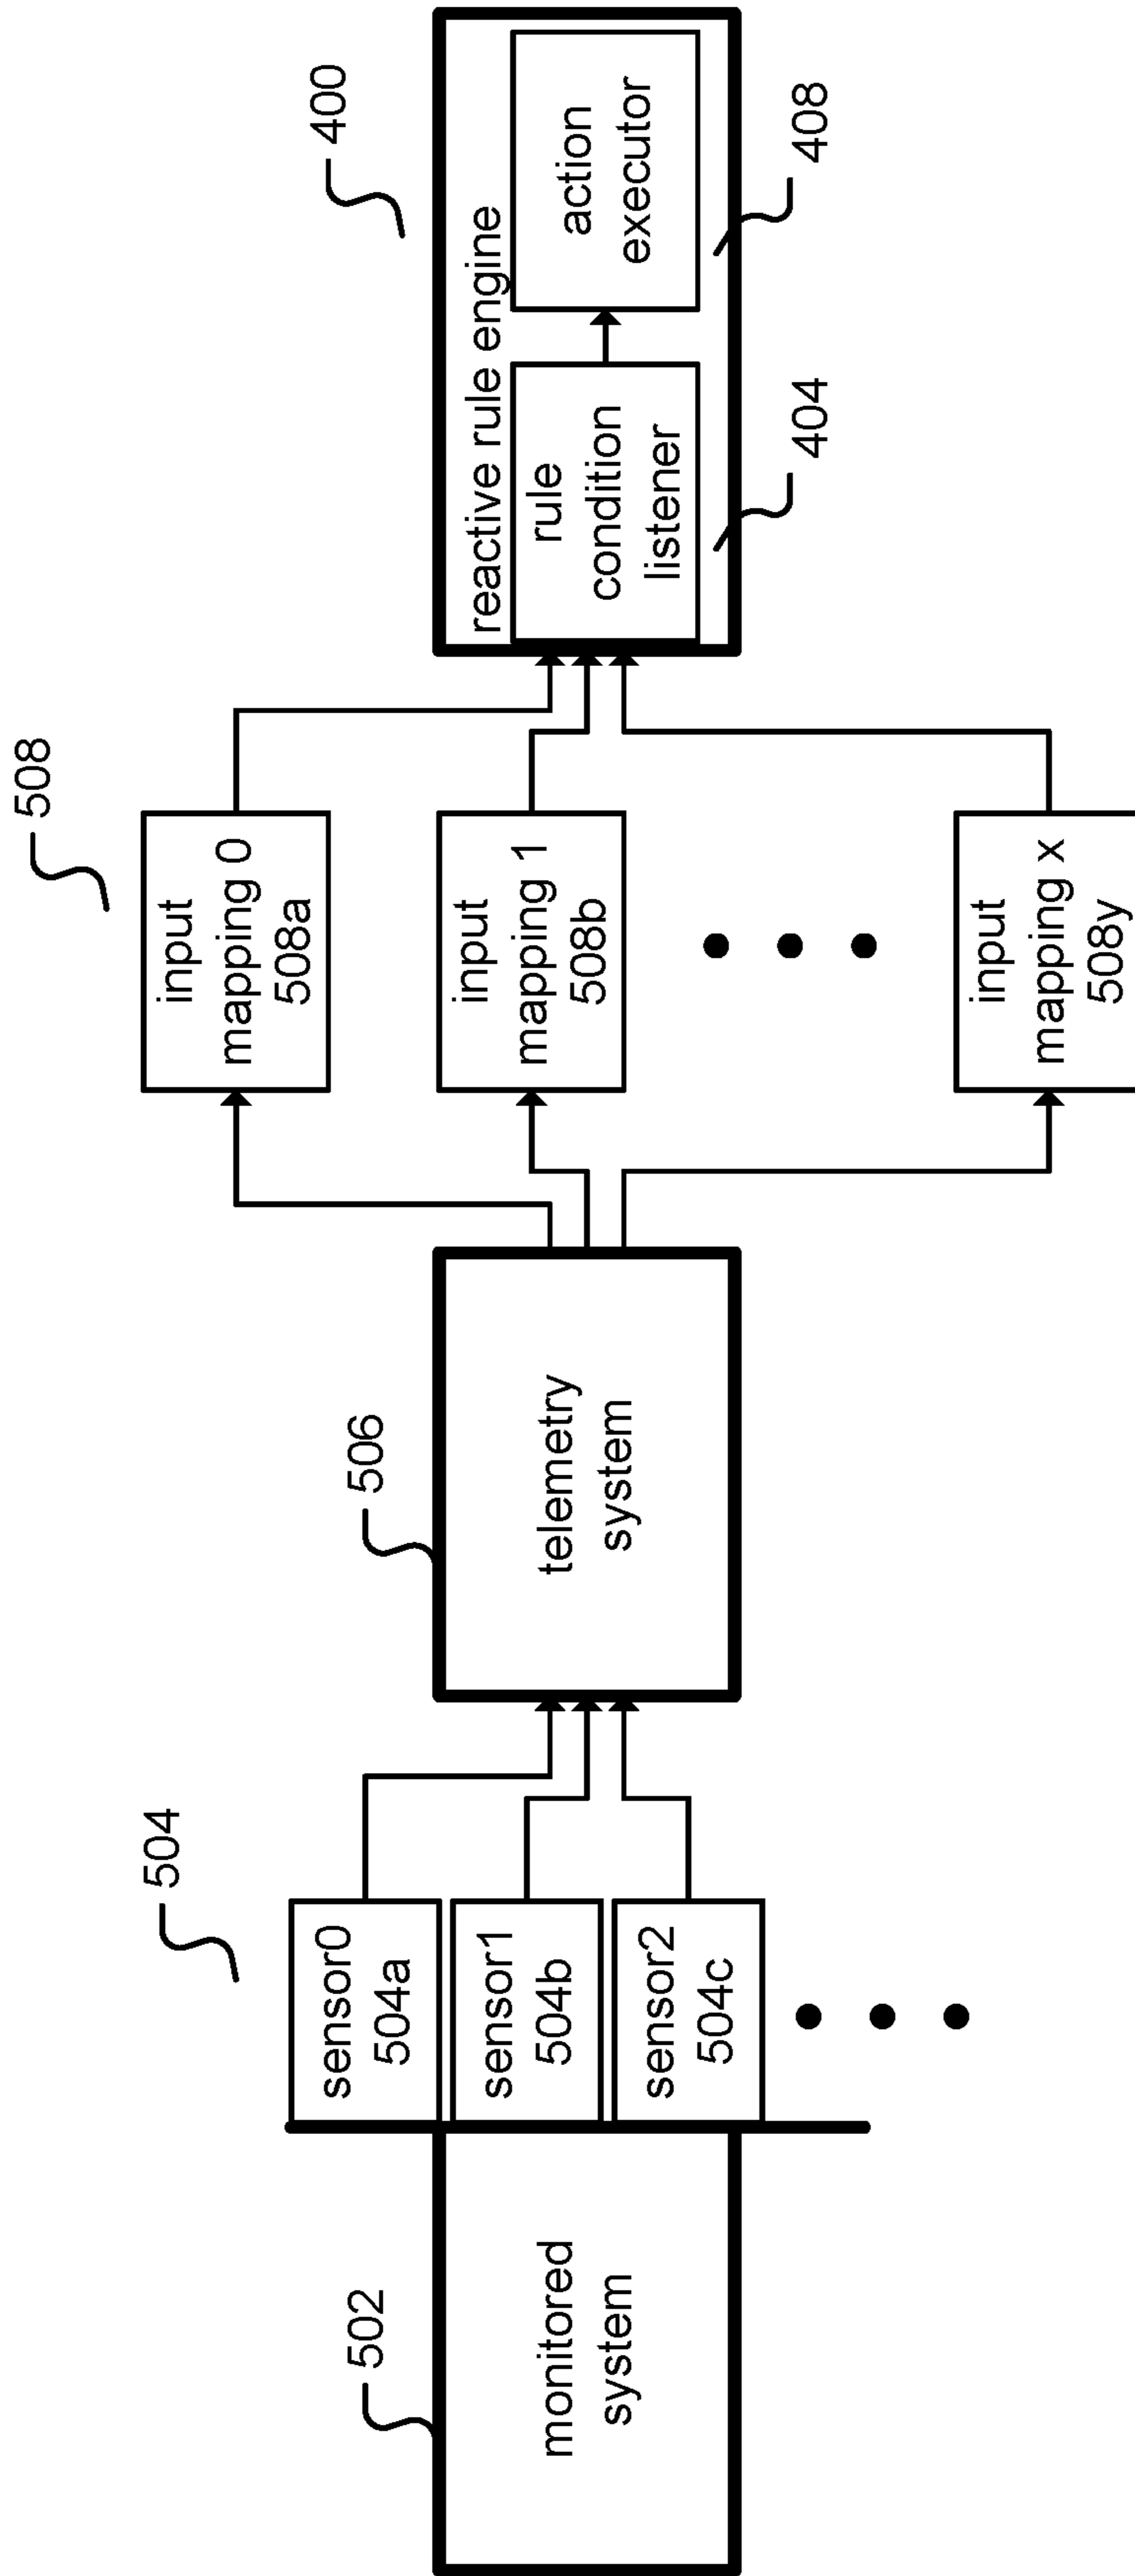 502
monitored
system
504
sensor0
504a
sensor1
504b
sensor2
504c
506
telemetry
system
508
input
mapping 0
508a
input
mapping 1
508b
input
mapping x
508y
400
reactive rule engine
rule
condition
listener
action
executor
404
408